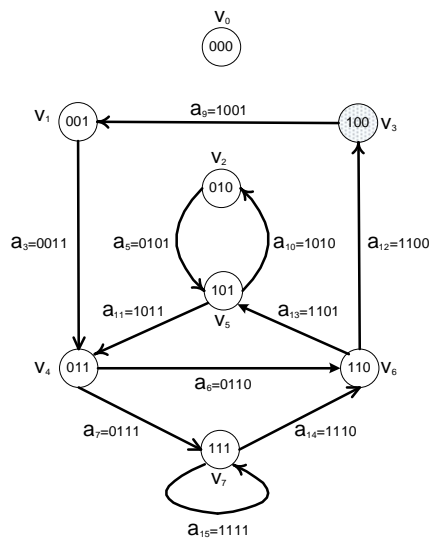 v₀
000
a₉=1001
v₁ 001
100 v₃
v₂
010
a₃=0011
a₅=0101
a₁₀=1010
a₁₂=1100
101
a₁₁=1011
a₁₃=1101
v₅
v₄ 011
110 v₆
a₆=0110
a₇=0111
a₁₄=1110
111
v₇
a₁₅=1111